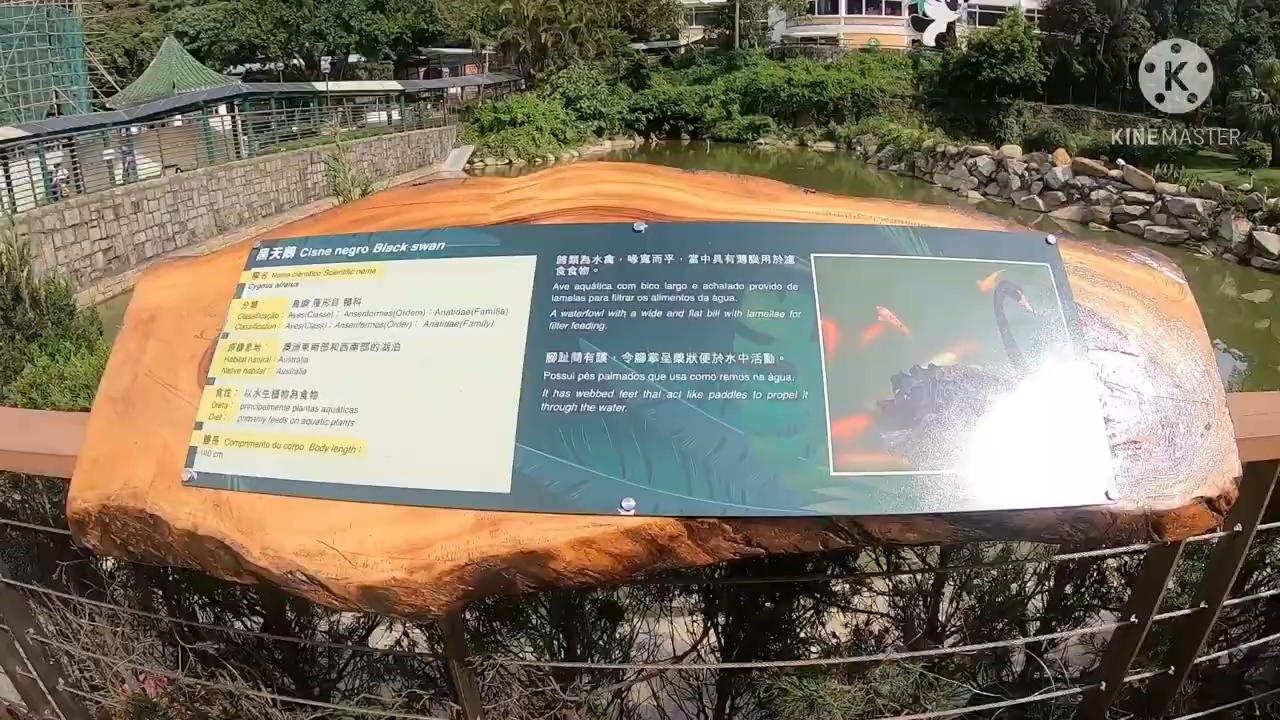 黑天鵝 Cisne negro Black swan
學名 Nome científico Scientific name
Cygnus atratus
分類： 鳥綱 雁形目 鴨科
Classificação： Aves(Classe)； Anseriformes(Ordem)； Anatidae(Família)
Classification： Aves(Class)； Anseriformes(Order)； Anatidae(Family)
原棲息地： 澳洲東南部和西南部的湖泊
Habitat natural： Austrália
Native habitat： Australia
食性： 以水生植物為食物
Dieta： principalmente plantas aquáticas
Diet： primarily feeds on aquatic plants
體長 Comprimento do corpo Body length：
140 cm
歸類為水禽，喙寬而平，當中具有薄膜用於濾
食食物。
Ave aquática com bico largo e achatado provido de
lamelas para filtrar os alimentos da água.
A waterfowl with a wide and flat bill with lamellae for
filter feeding.
腳趾間有蹼，令腳掌呈槳狀便於水中活動。
Possui pés palmados que usa como remos na água.
It has webbed feet that act like paddles to propel it
through the water.
K
KINEMASTER